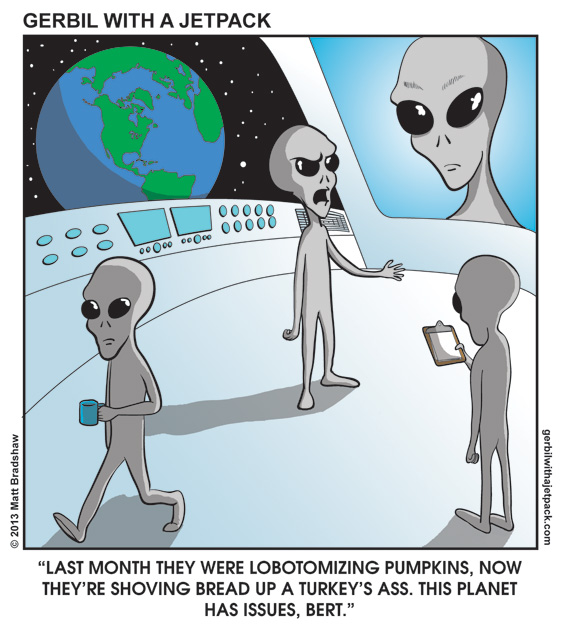 GERBIL WITH A JETPACK
© 2013 Matt Bradshaw
gerbilwithajetpack.com
“LAST MONTH THEY WERE LOBOTOMIZING PUMPKINS, NOW
THEY’RE SHOVING BREAD UP A TURKEY’S ASS. THIS PLANET
HAS ISSUES, BERT.”